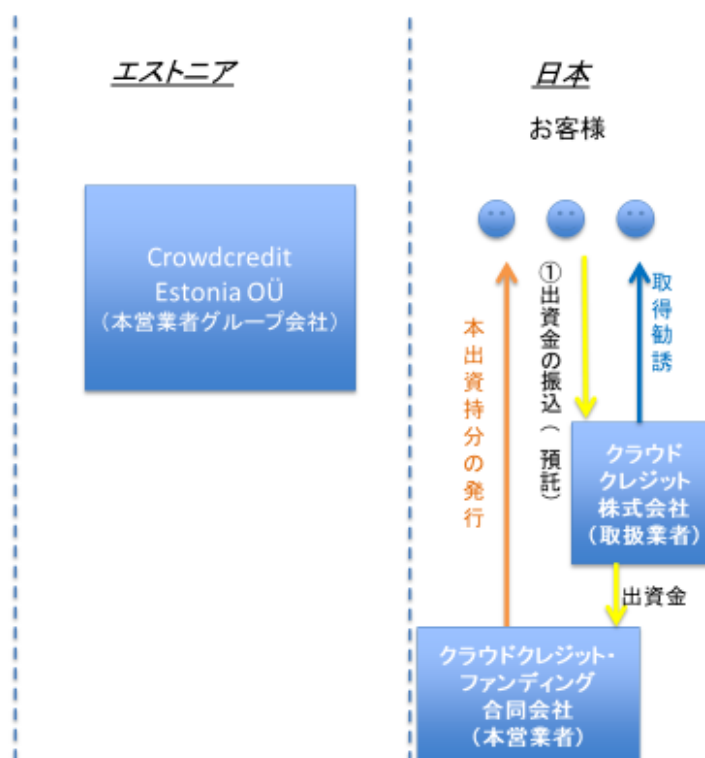 エストニア
日本
お客様
Crowdcredit
Estonia OÜ
（本営業者グループ会社）
本出資持分の発行
①出資金の振込（預託）
取得勧誘
クラウド
クレジット
株式会社
（取扱業者）
出資金
クラウドクレジット・
ファンディング
合同会社
（本営業者）